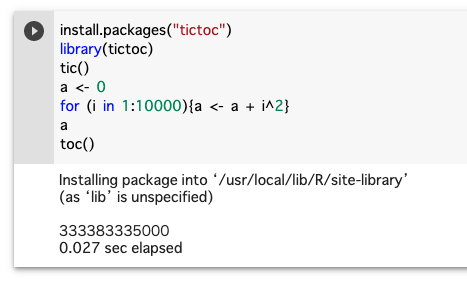 install.packages("tictoc")
library(tictoc)
tic()
a <- 0
for (i in 1:10000){a <- a + i^2}
a
toc()
Installing package into ‘/usr/local/lib/R/site-library’
(as ‘lib’ is unspecified)
333383335000
0.027 sec elapsed